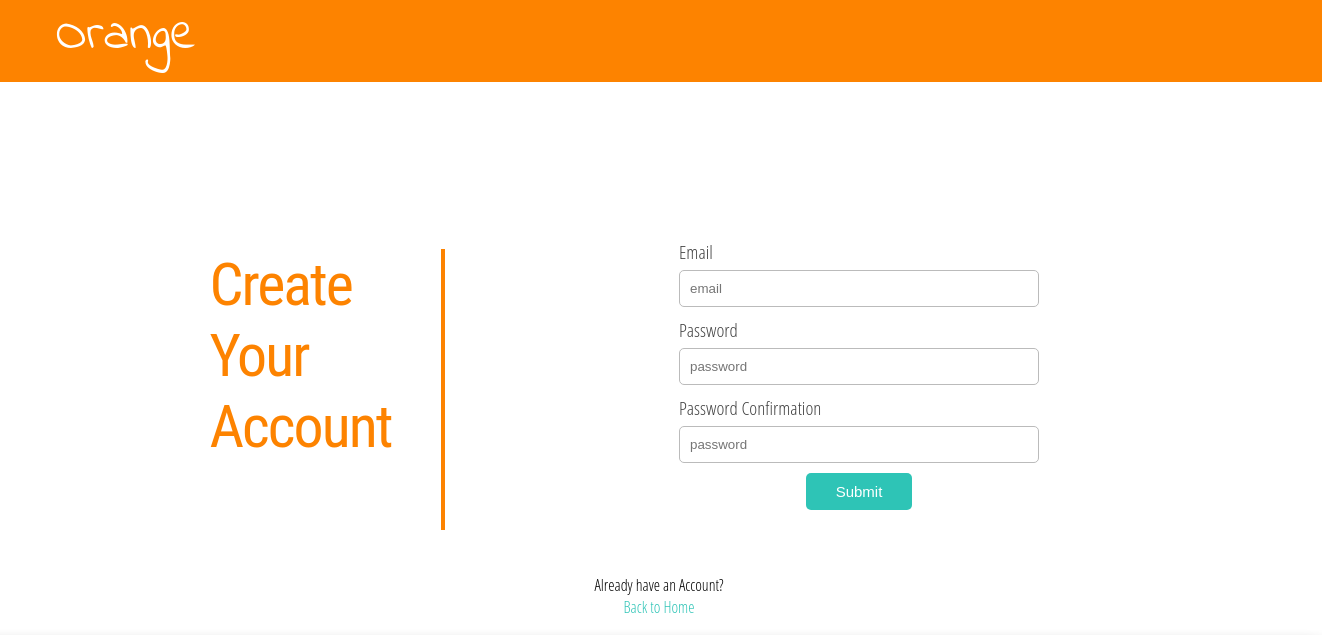 orange
Create
Your
Account
Email
email
Password
password
Password Confirmation
password
Submit
Already have an Account?
Back to Home